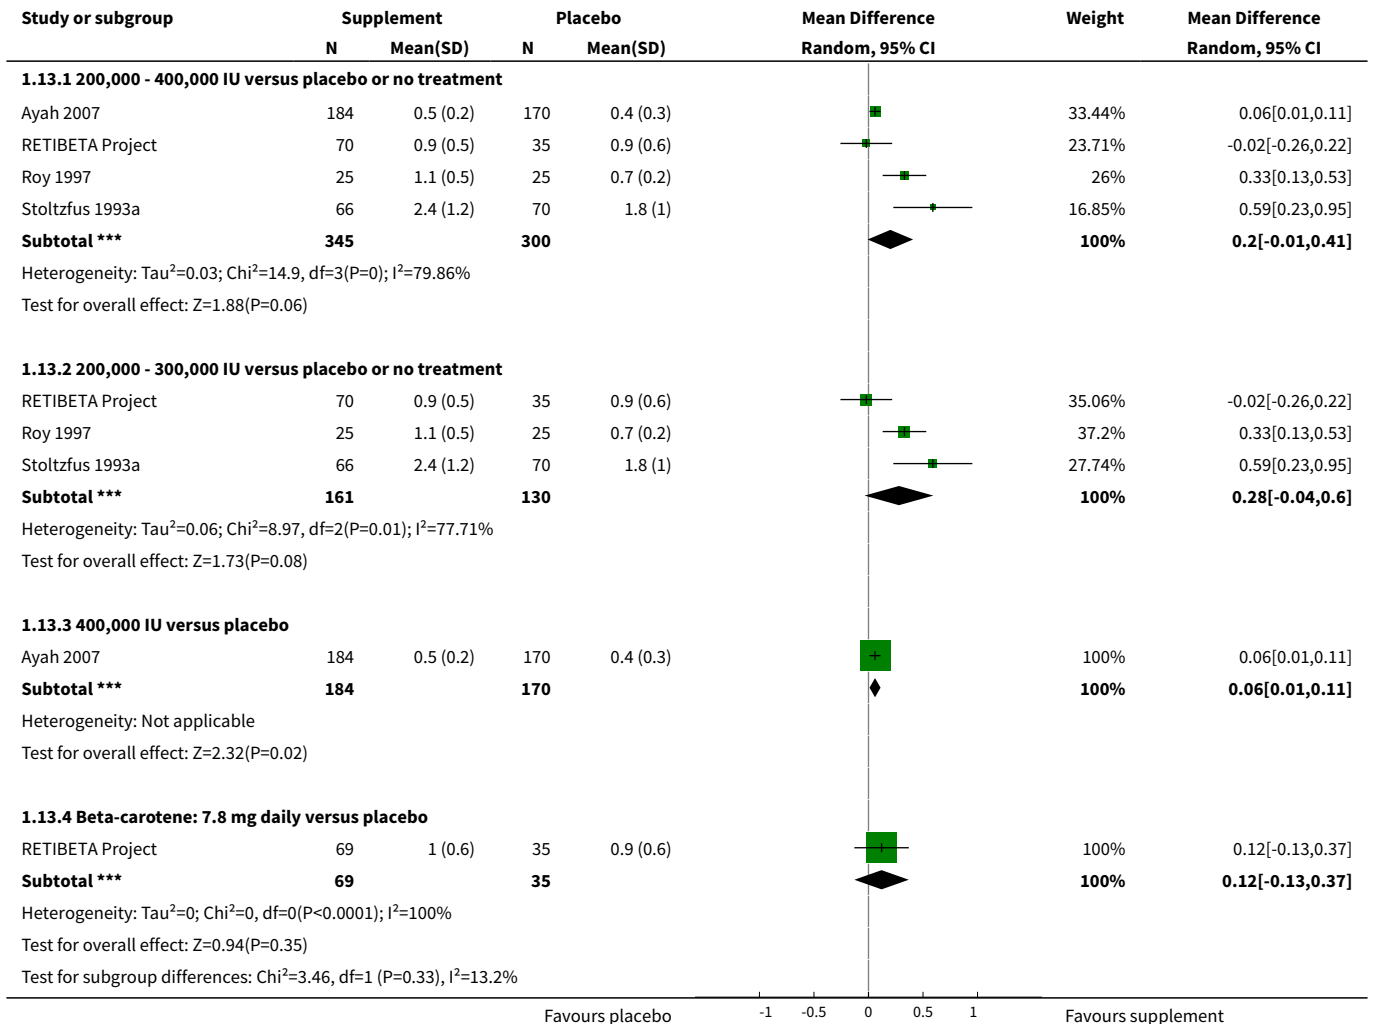 Study or subgroup Supplement Placebo Mean Difference Weight Mean Difference
N Mean(SD) N Mean(SD) Random, 95% CI Random, 95% CI
1.13.1 200,000 - 400,000 IU versus placebo or no treatment
Ayah 2007 184 0.5 (0.2) 170 0.4 (0.3) 33.44% 0.06[0.01,0.11]
RETIBETA Project 70 0.9 (0.5) 35 0.9 (0.6) 23.71% -0.02[-0.26,0.22]
Roy 1997 25 1.1 (0.5) 25 0.7 (0.2) 26% 0.33[0.13,0.53]
Stoltzfus 1993a 66 2.4 (1.2) 70 1.8 (1) 16.85% 0.59[0.23,0.95]
Subtotal *** 345 300 100% 0.2[-0.01,0.41]
Heterogeneity: Tau²=0.03; Chi²=14.9, df=3(P=0); I²=79.86%
Test for overall effect: Z=1.88(P=0.06)
1.13.2 200,000 - 300,000 IU versus placebo or no treatment
RETIBETA Project 70 0.9 (0.5) 35 0.9 (0.6) 35.06% -0.02[-0.26,0.22]
Roy 1997 25 1.1 (0.5) 25 0.7 (0.2) 37.2% 0.33[0.13,0.53]
Stoltzfus 1993a 66 2.4 (1.2) 70 1.8 (1) 27.74% 0.59[0.23,0.95]
Subtotal *** 161 130 100% 0.28[-0.04,0.6]
Heterogeneity: Tau²=0.06; Chi²=8.97, df=2(P=0.01); I²=77.71%
Test for overall effect: Z=1.73(P=0.08)
1.13.3 400,000 IU versus placebo
Ayah 2007 184 0.5 (0.2) 170 0.4 (0.3) 100% 0.06[0.01,0.11]
Subtotal *** 184 170 100% 0.06[0.01,0.11]
Heterogeneity: Not applicable
Test for overall effect: Z=2.32(P=0.02)
1.13.4 Beta-carotene: 7.8 mg daily versus placebo
RETIBETA Project 69 1 (0.6) 35 0.9 (0.6) 100% 0.12[-0.13,0.37]
Subtotal *** 69 35 100% 0.12[-0.13,0.37]
Heterogeneity: Tau²=0; Chi²=0, df=0(P<0.0001); I²=100%
Test for overall effect: Z=0.94(P=0.35)
Test for subgroup differences: Chi²=3.46, df=1 (P=0.33), I²=13.2%
Favours placebo -1 -0.5 0 0.5 1 Favours supplement